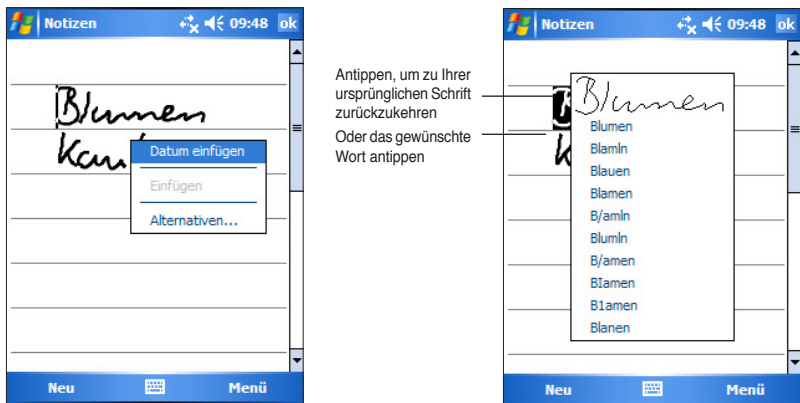 Notizen 09:48 ok
Blumen
Kau
Datum einfügen
Einfügen
Alternativen...
Neu Menü
Antippen, um zu Ihrer
ursprünglichen Schrift
zurückzukehren
Oder das gewünschte
Wort antippen
Notizen 09:48 ok
Blumen
Blumen
Blamln
Blauen
Blamen
B/amln
Blumln
B/amen
BIamen
B1amen
Blanen
Neu Menü